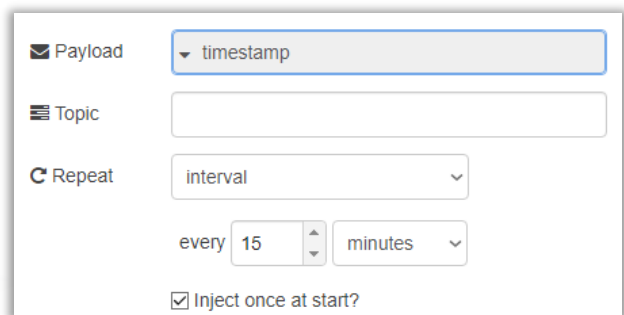 Payload timestamp
Topic
Repeat interval
every 15 minutes
Inject once at start?